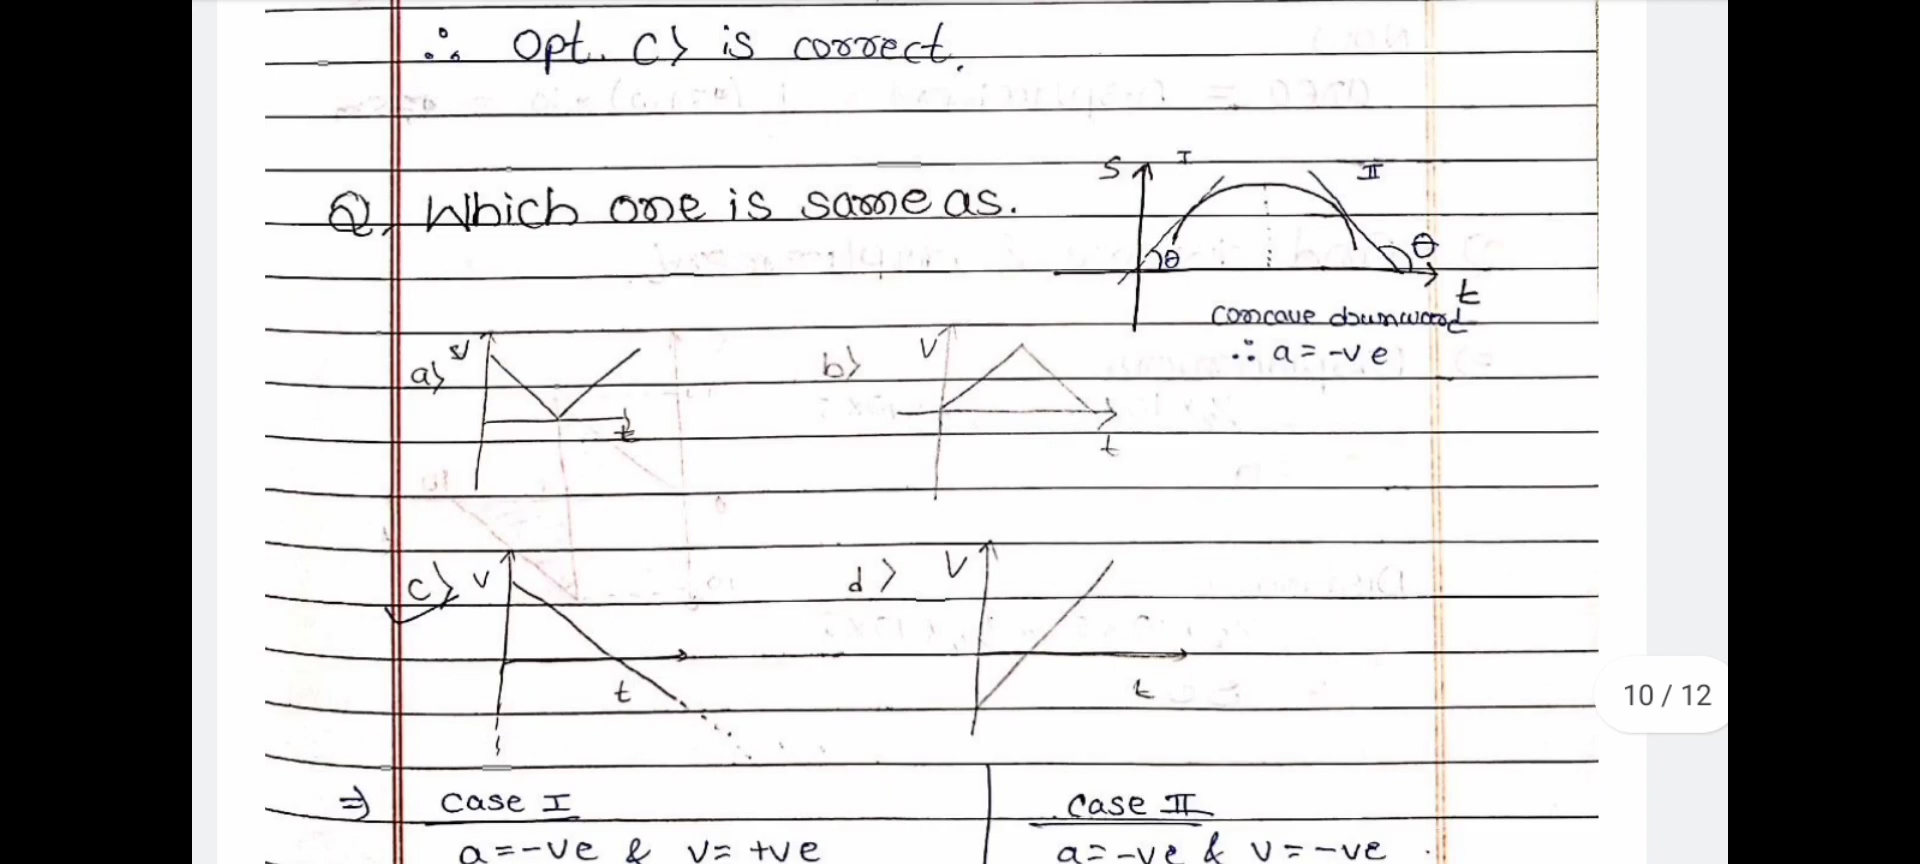 ∴ Opt. C) is correct.
Q. Which one is same as.
S
I
II
θ
θ
t
concave downward
∴ a = -ve
a)
V
t
b)
V
t
c)
V
t
d)
V
t
10 / 12
⇒ Case I
a = -ve & v = +ve
Case II
a = -ve & v = -ve